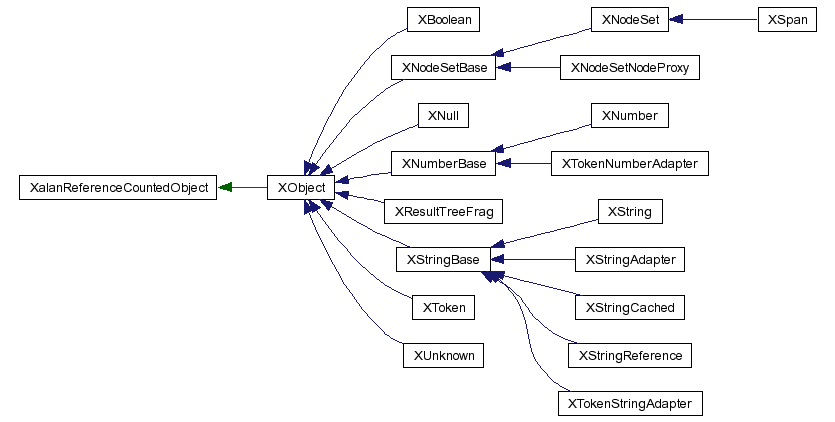 XBoolean
XNodeSet
XSpan
XNodeSetBase
XNodeSetNodeProxy
XNull
XNumber
XNumberBase
XTokenNumberAdapter
XalanReferenceCountedObject
XObject
XResultTreeFrag
XString
XStringBase
XStringAdapter
XToken
XStringCached
XUnknown
XStringReference
XTokenStringAdapter